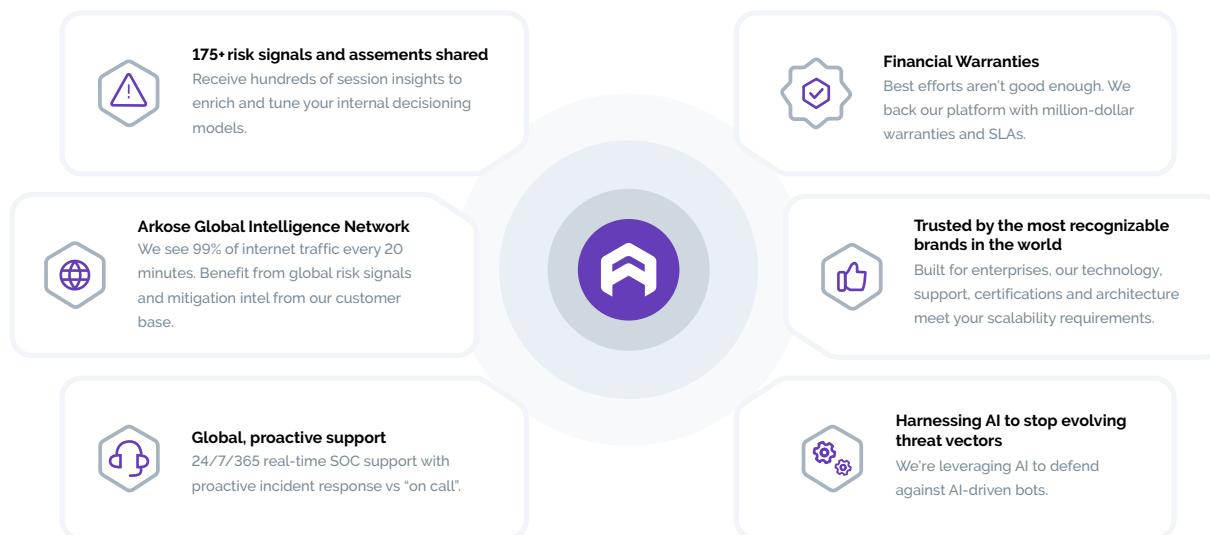 175+ risk signals and assements shared
Receive hundreds of session insights to
enrich and tune your internal decisioning
models.
Financial Warranties
Best efforts aren't good enough. We
back our platform with million-dollar
warranties and SLAs.
Arkose Global Intelligence Network
We see 99% of internet traffic every 20
minutes. Benefit from global risk signals
and mitigation intel from our customer
base.
Trusted by the most recognizable
brands in the world
Built for enterprises, our technology,
support, certifications and architecture
meet your scalability requirements.
Global, proactive support
24/7/365 real-time SOC support with
proactive incident response vs “on call”.
Harnessing AI to stop evolving
threat vectors
We're leveraging AI to defend
against AI-driven bots.